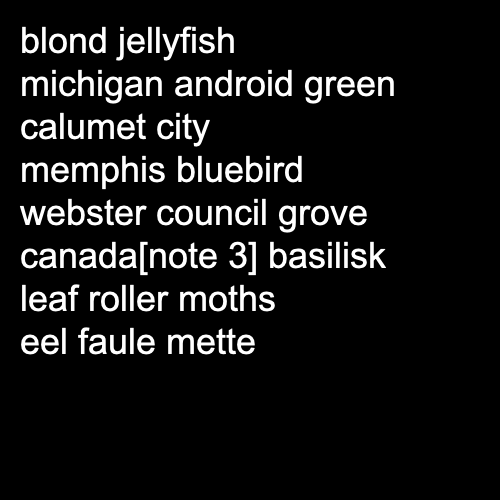 blond jellyfish
michigan android green
calumet city
memphis bluebird
webster council grove
canada[note 3] basilisk
leaf roller moths
eel faule mette